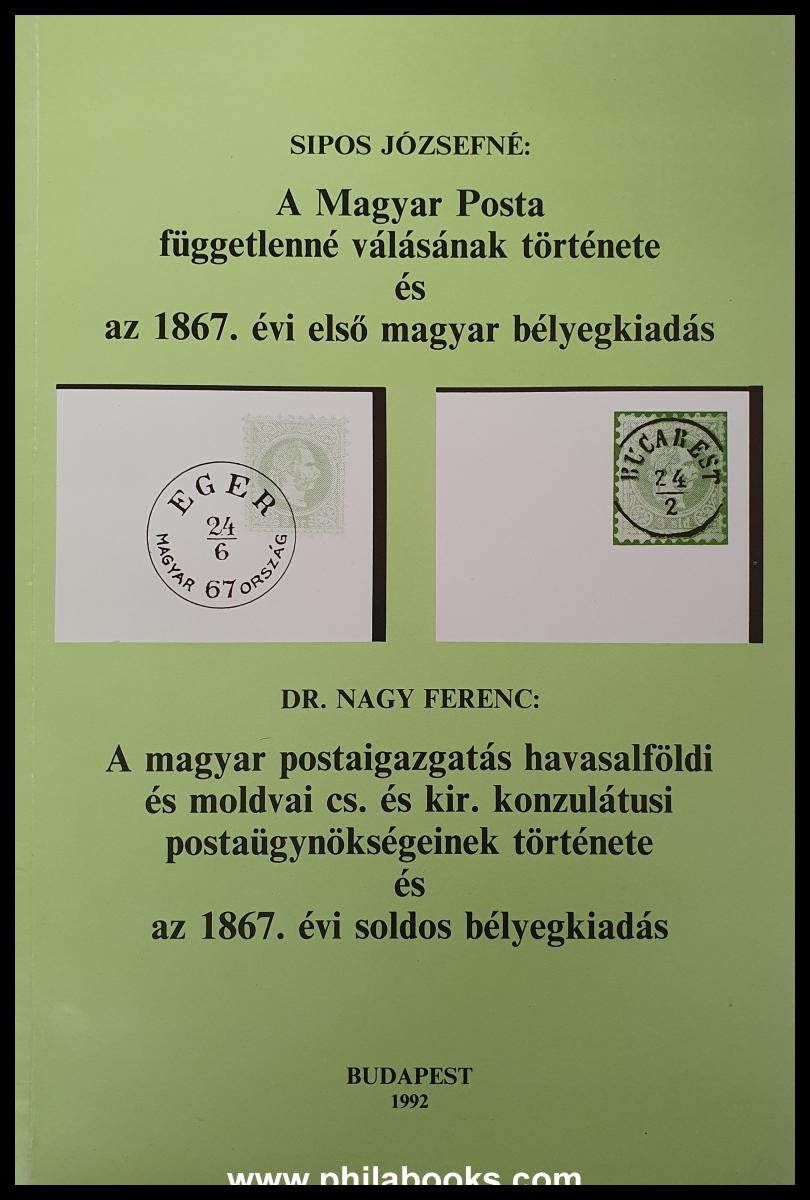 SIPOS JÓZSEFNÉ:
A Magyar Posta
függetlenné válásának története
és
az 1867. évi első magyar bélyegkiadás
EGER
24
6
MAGYAR 67 ORSZÁG
BUCAREST
24
2
DR. NAGY FERENC:
A magyar postaigazgatás havasalföldi
és moldvai cs. és kir. konzulátusi
postaügynökségeinek története
és
az 1867. évi soldos bélyegkiadás
BUDAPEST
1992
www.philabooks.com